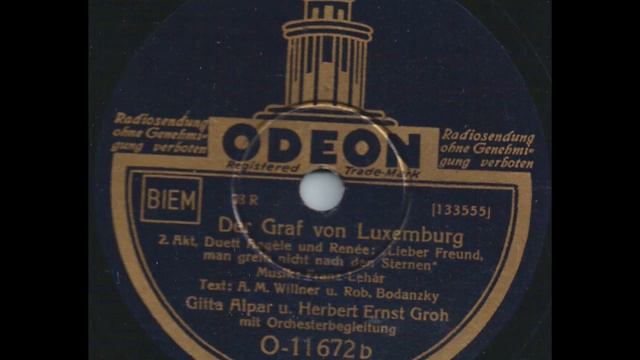 Radiosendung
ohne Genehmi-
gung verboten
ODEON
Radiosendung
ohne Genehmi-
gung verboten
Registered Trade-Mark
BIEM
R
[133555]
Der Graf von Luxemburg
2. Akt, Duett Angèle und Renée: „Lieber Freund,
man greift nicht nach den Sternen"
Musik: Franz Lehár
Text: A. M. Willner u. Rob. Bodanzky
Gitta Alpar u. Herbert Ernst Groh
mit Orchesterbegleitung
O-11672b